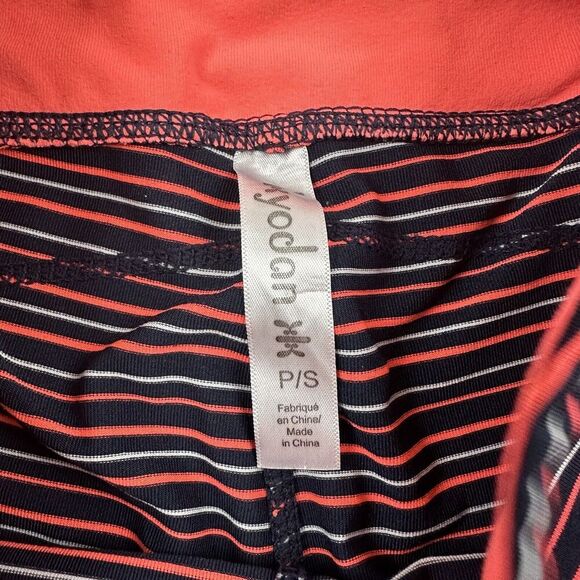 kyodan
P/S
Fabriqué
en Chine/
Made
in China